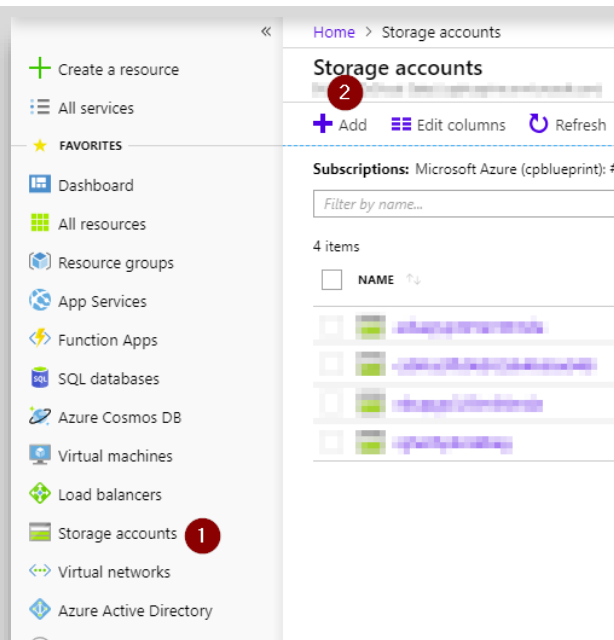 «
Create a resource
All services
FAVORITES
Dashboard
All resources
Resource groups
App Services
Function Apps
SQL databases
Azure Cosmos DB
Virtual machines
Load balancers
Storage accounts 1
Virtual networks
Azure Active Directory
Home > Storage accounts
Storage accounts
2
Add Edit columns Refresh
Subscriptions: Microsoft Azure (cpblueprint): #
Filter by name...
4 items
NAME ↑↓